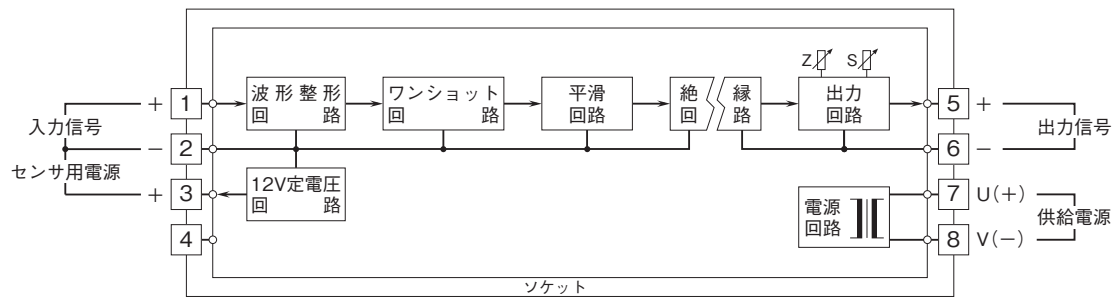 Z S
波形整形
回路
ワンショット
回路
平滑
回路
絶縁
回路
出力
回路
＋ 1
入力信号
－ 2
センサ用電源
＋ 3
4
12V定電圧
回路
電源
回路
5 ＋
出力信号
6 －
7 U(＋)
供給電源
8 V(－)
ソケット